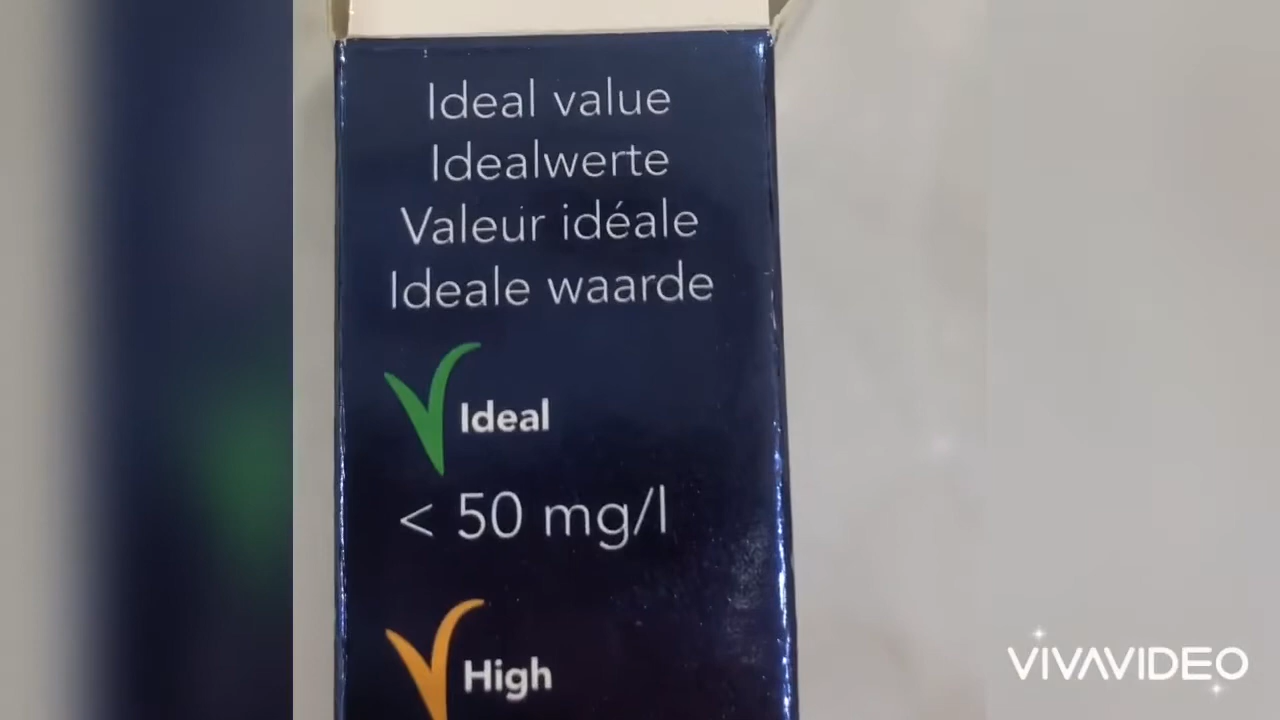 Ideal value
Idealwerte
Valeur idéale
Ideale waarde
Ideal
< 50 mg/l
High
VIVAVIDEO